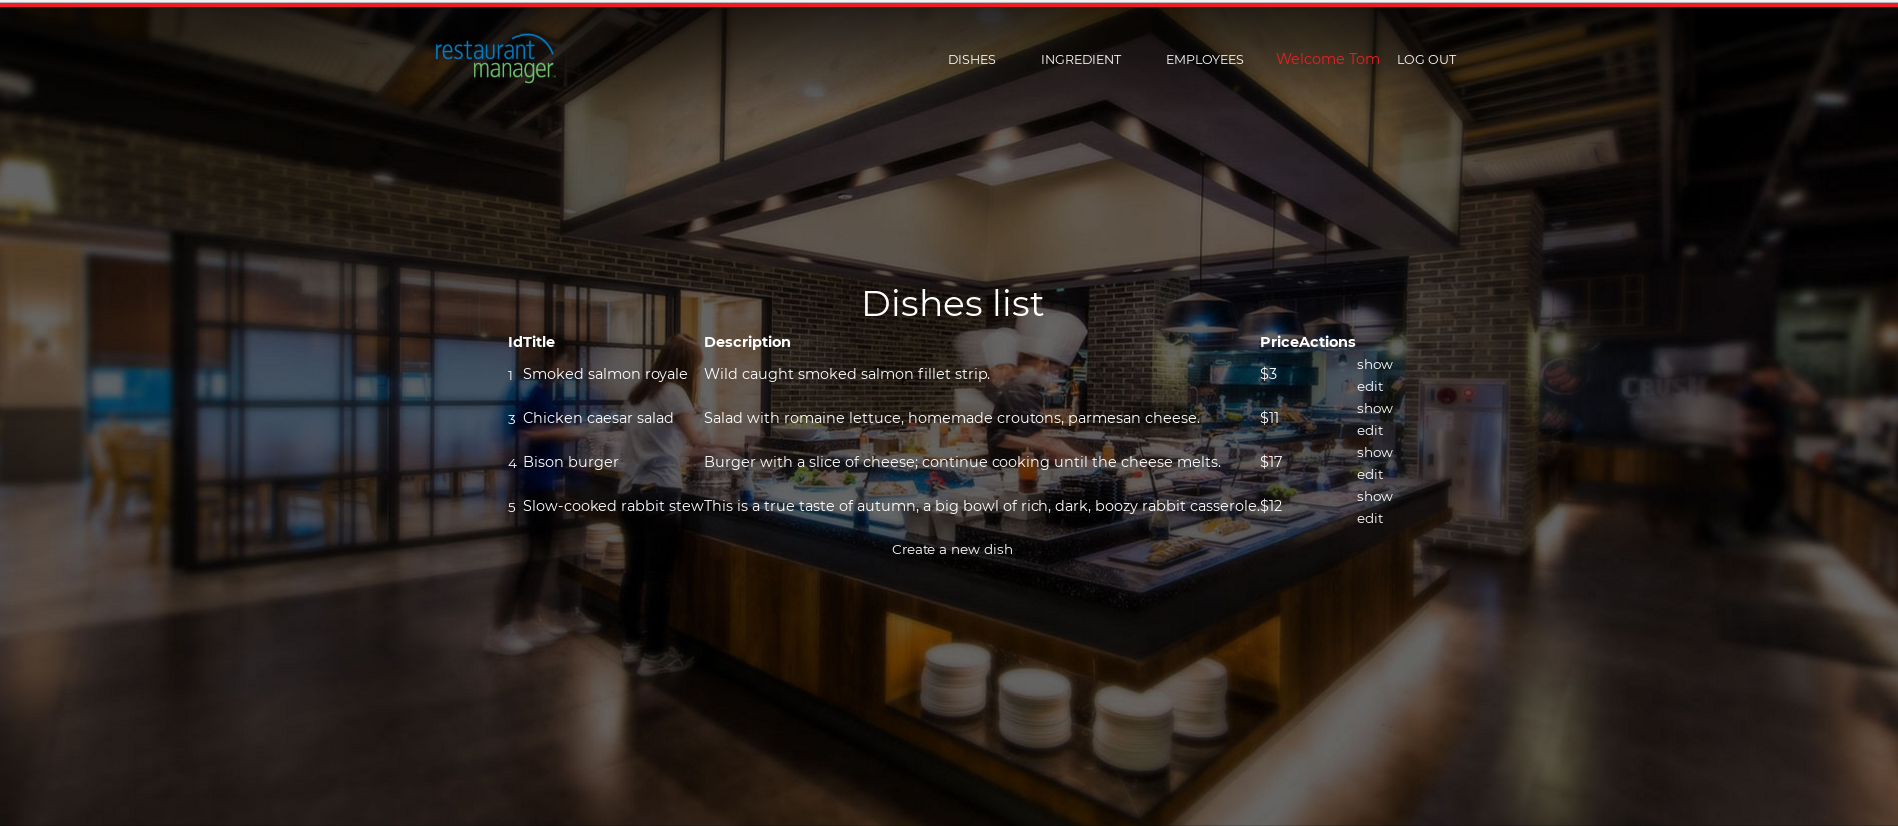 restaurant
manager
DISHES INGREDIENT EMPLOYEES Welcome Tom LOG OUT
Dishes list
Id Title Description Price Actions
1 Smoked salmon royale Wild caught smoked salmon fillet strip. $3 show
edit
3 Chicken caesar salad Salad with romaine lettuce, homemade croutons, parmesan cheese. $11 show
edit
4 Bison burger Burger with a slice of cheese; continue cooking until the cheese melts. $17 show
edit
5 Slow-cooked rabbit stew This is a true taste of autumn, a big bowl of rich, dark, boozy rabbit casserole. $12 show
edit
Create a new dish